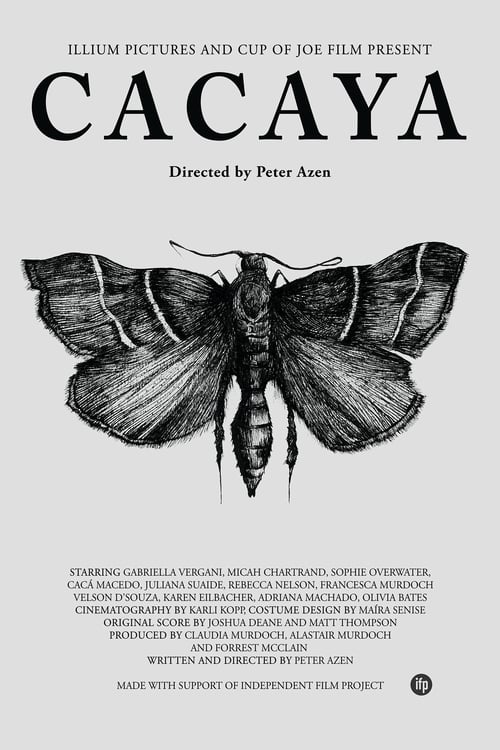 ILLIUM PICTURES AND CUP OF JOE FILM PRESENT
CACAYA
Directed by Peter Azen
STARRING GABRIELLA VERGANI, MICAH CHARTRAND, SOPHIE OVERWATER,
CACÁ MACEDO, JULIANA SUAIDE, REBECCA NELSON, FRANCESCA MURDOCH
VELSON D'SOUZA, KAREN EILBACHER, ADRIANA MACHADO, OLIVIA BATES
CINEMATOGRAPHY BY KARLI KOPP, COSTUME DESIGN BY MAÍRA SENISE
ORIGINAL SCORE BY JOSHUA DEANE AND MATT THOMPSON
PRODUCED BY CLAUDIA MURDOCH, ALASTAIR MURDOCH
AND FORREST MCCLAIN
WRITTEN AND DIRECTED BY PETER AZEN
MADE WITH SUPPORT OF INDEPENDENT FILM PROJECT
ifp